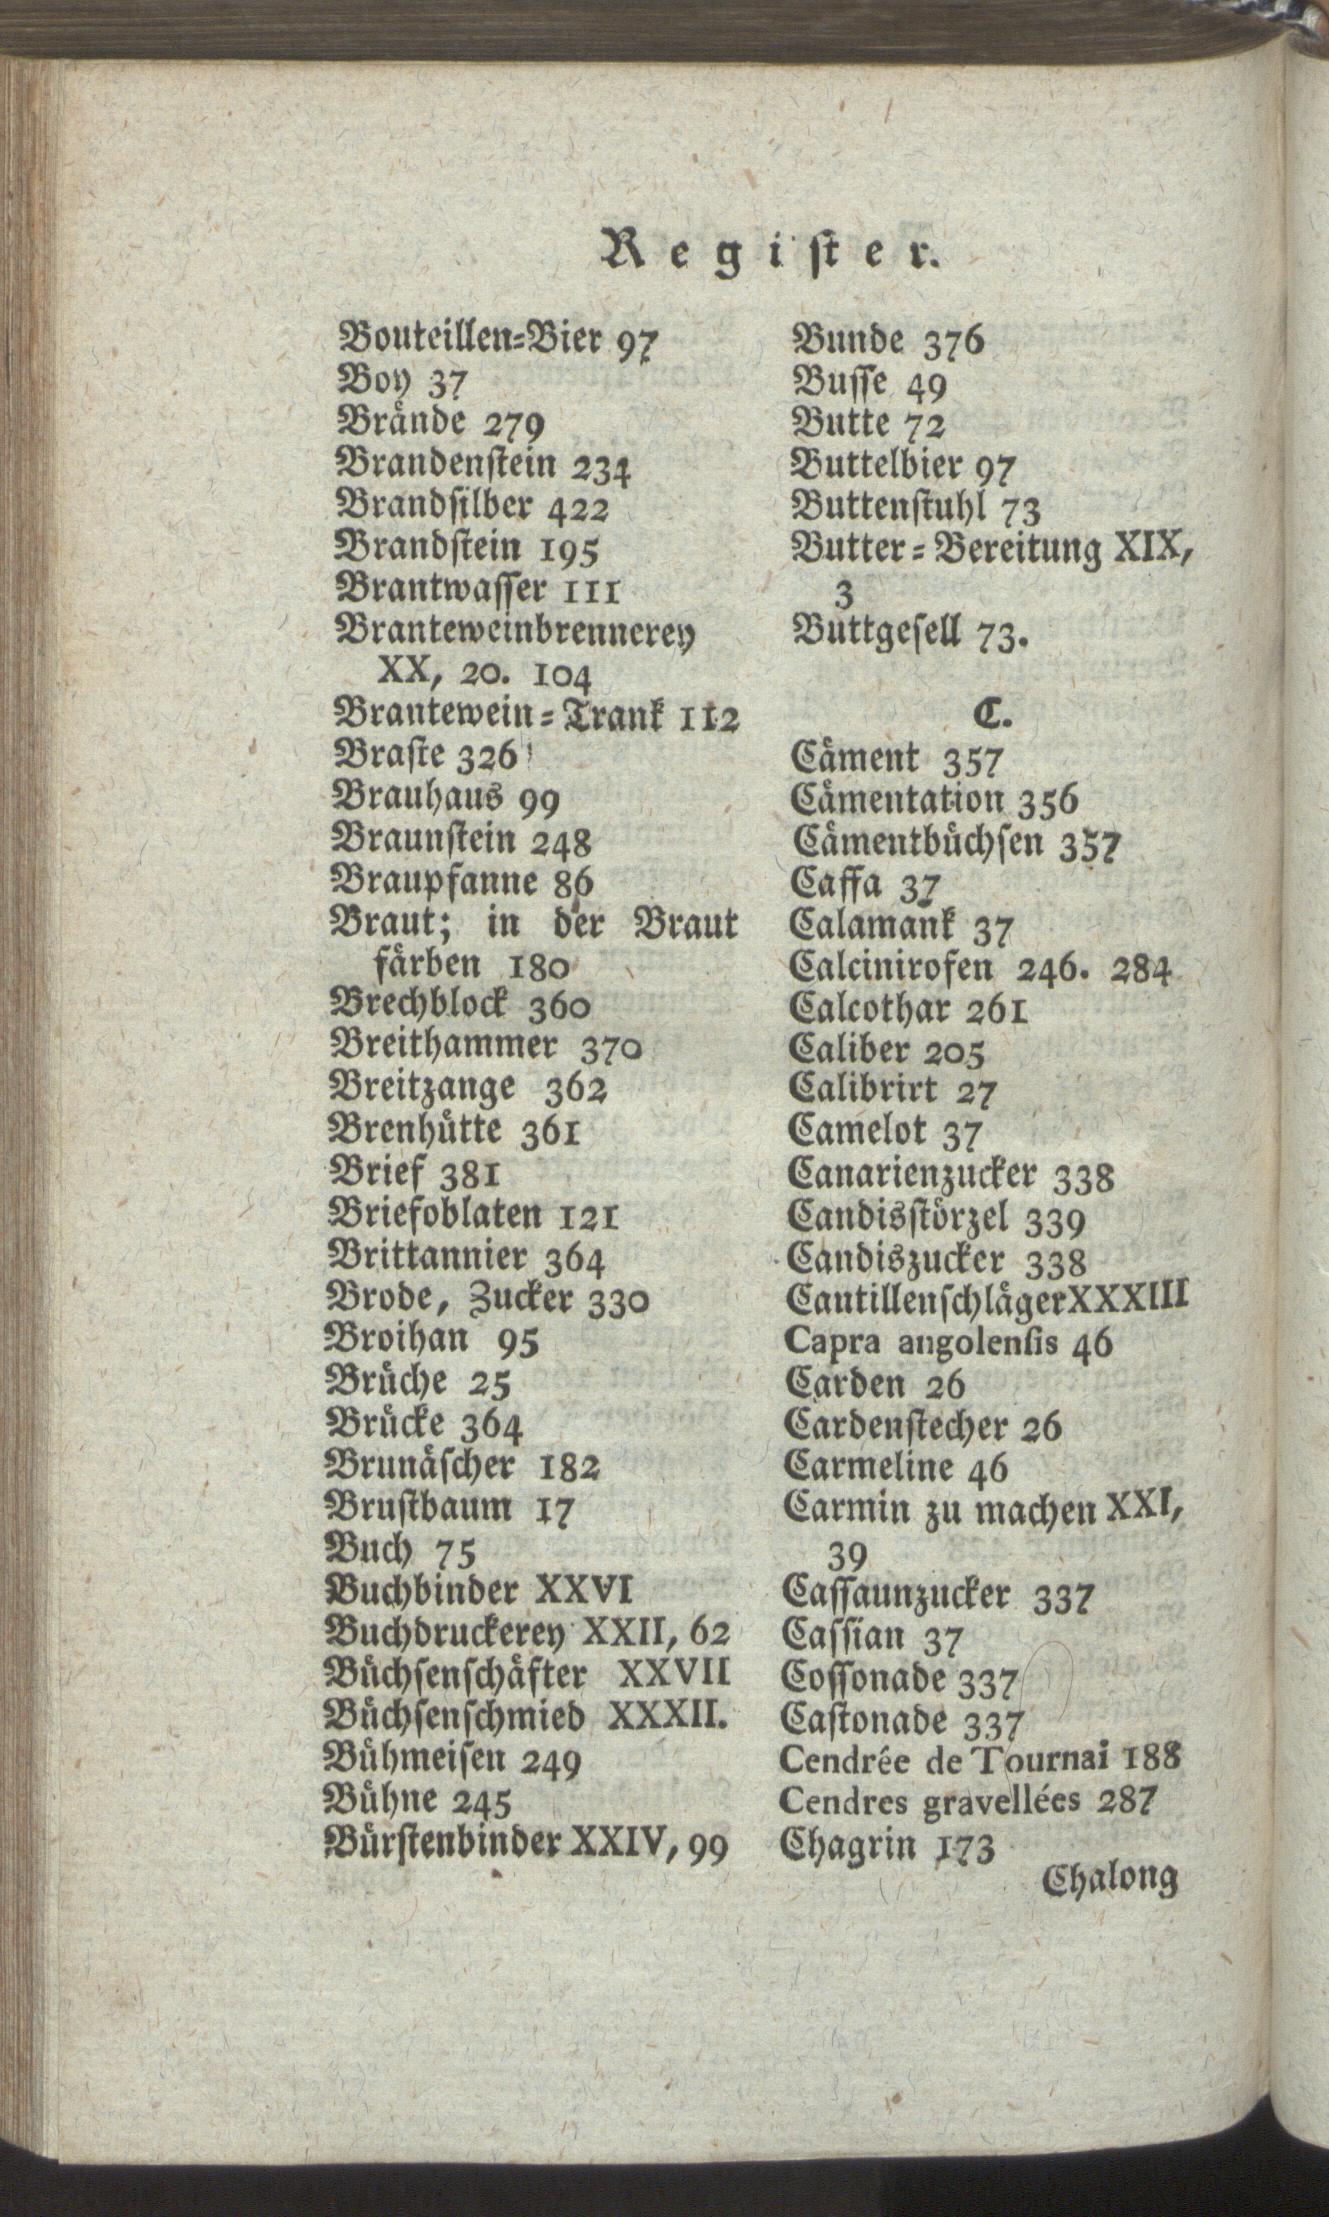 Regiſter.
Bouteillen=Bier 97
Boy 37
Brände 279
Brandenſtein 234
Brandſilber 422
Brandſtein 195
Brantwaſſer 111
Branteweinbrennerey
XX, 20. 104
Brantewein=Trank 112
Braſte 326
Brauhaus 99
Braunſtein 248
Braupfanne 86
Braut; in der Braut
färben 180
Brechblock 360
Breithammer 370
Breitzange 362
Brenhütte 361
Brief 381
Briefoblaten 121
Brittannier 364
Brode, Zucker 330
Broihan 95
Brüche 25
Brücke 364
Brunäſcher 182
Bruſtbaum 17
Buch 75
Buchbinder XXVI
Buchdruckerey XXII, 62
Büchſenſchäfter XXVII
Büchſenſchmied XXXII.
Bühmeiſen 249
Bühne 245
Bürſtenbinder XXIV, 99
Bunde 376
Buſſe 49
Butte 72
Buttelbier 97
Buttenſtuhl 73
Butter=Bereitung XIX,
3
Buttgeſell 73.
C.
Cäment 357
Cämentation 356
Cämentbüchſen 357
Caffa 37
Calamank 37
Calcinirofen 246. 284
Calcothar 261
Caliber 205
Calibrirt 27
Camelot 37
Canarienzucker 338
Candisſtörzel 339
Candiszucker 338
CantillenſchlägerXXXIII
Capra angolenſis 46
Carden 26
Cardenſtecher 26
Carmeline 46
Carmin zu machen XXI,
39
Caſſaunzucker 337
Caſſian 37
Coſſonade 337
Caſtonade 337
Cendrée de Tournai 188
Cendres gravellées 287
Chagrin 173
Chalong